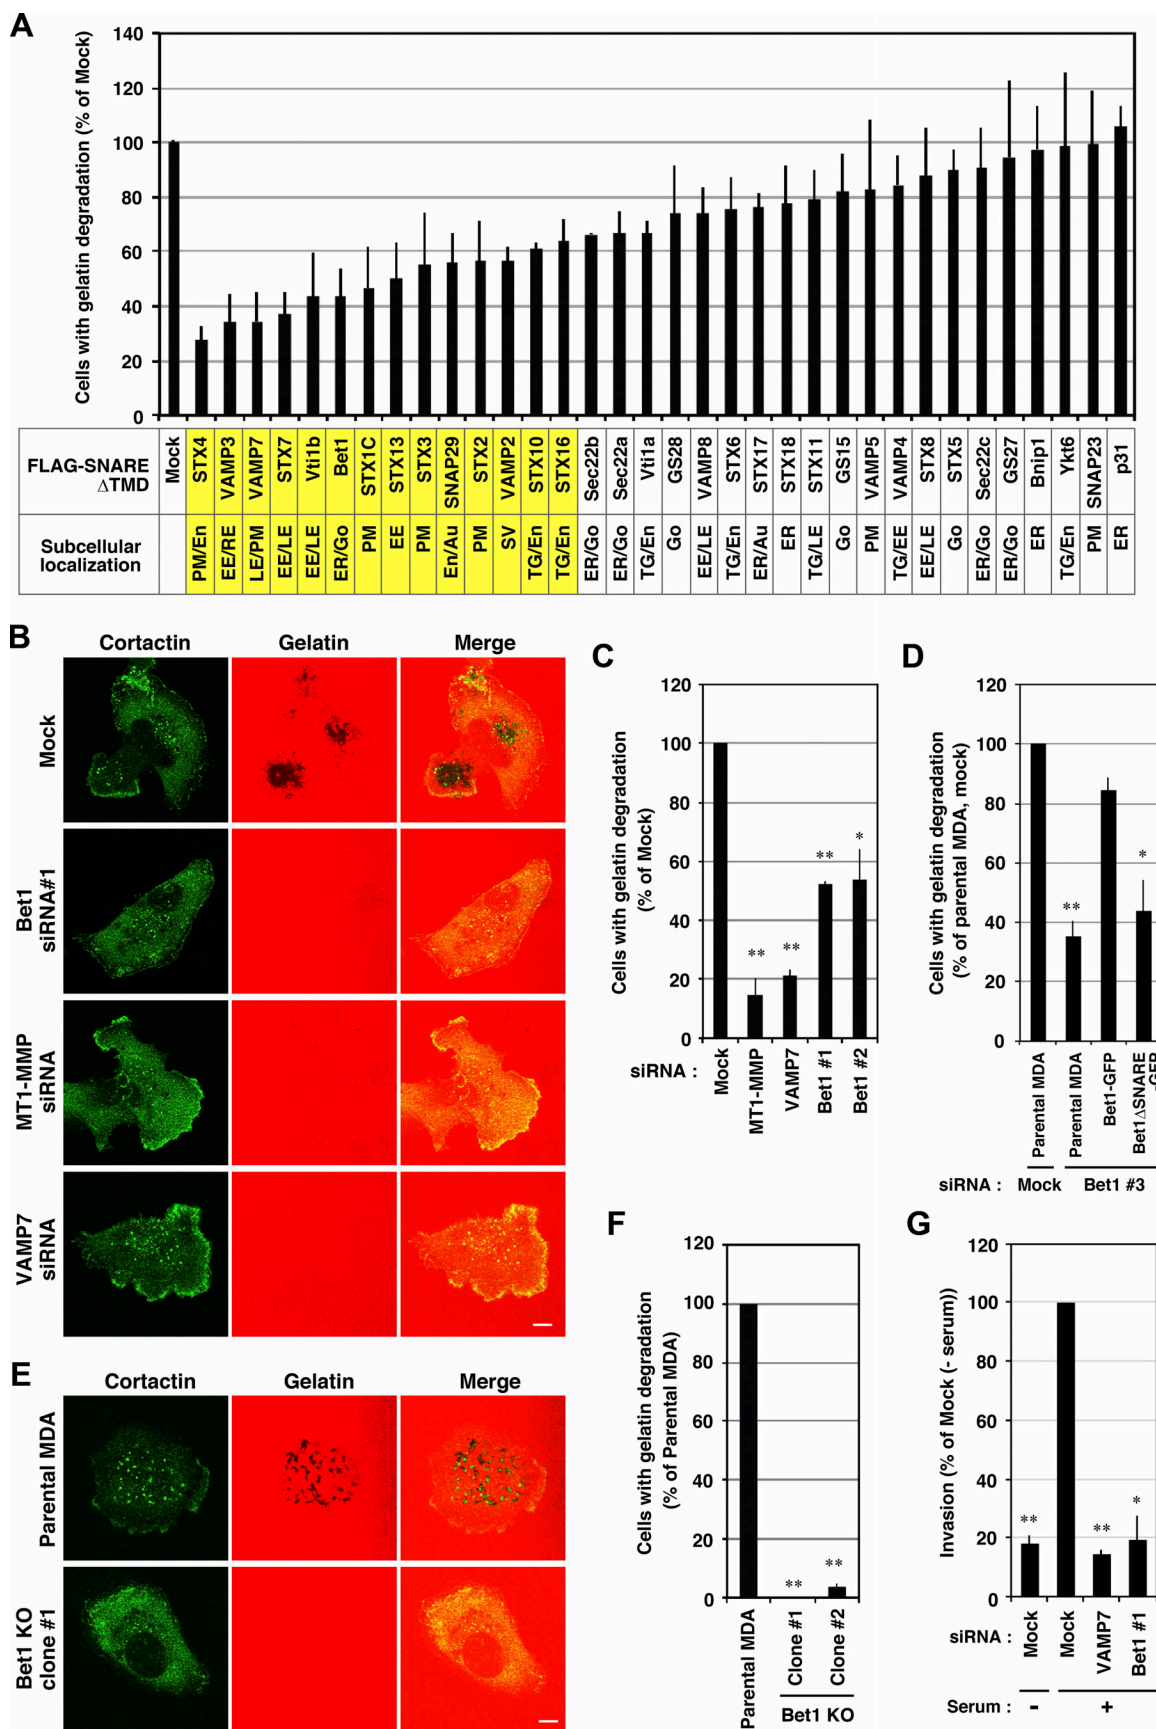 A
Cells with gelatin degradation (% of Mock)
140
120
100
80
60
40
20
0
FLAG-SNARE
ΔTMD
Mock
STX4
VAMP3
VAMP7
STX7
Vti1b
Bet1
STX1C
STX13
STX3
SNAP29
STX2
VAMP2
STX10
STX16
Sec22b
Sec22a
Vti1a
GS28
VAMP8
STX6
STX17
STX18
STX11
GS15
VAMP5
VAMP4
STX8
STX5
Sec22c
GS27
Bnip1
Ykt6
SNAP23
p31
Subcellular
localization
PM/En
EE/RE
LE/PM
EE/LE
EE/LE
ER/Go
PM
EE
PM
En/Au
PM
SV
TG/En
TG/En
ER/Go
ER/Go
TG/En
Go
EE/LE
TG/En
ER/Au
ER
TG/LE
Go
PM
TG/EE
EE/LE
Go
ER/Go
ER/Go
ER
TG/En
PM
ER
B
Cortactin
Gelatin
Merge
Mock
Bet1
siRNA#1
MT1-MMP
siRNA
VAMP7
siRNA
C
Cells with gelatin degradation
(% of Mock)
120
100
80
60
40
20
0
**
**
**
*
siRNA :
Mock
MT1-MMP
VAMP7
Bet1 #1
Bet1 #2
D
Cells with gelatin degradation
(% of parental MDA, mock)
120
100
80
60
40
20
0
**
*
Parental MDA
Parental MDA
Bet1-GFP
Bet1ΔSNARE
-GFP
siRNA :
Mock
Bet1 #3
E
Cortactin
Gelatin
Merge
Parental MDA
Bet1 KO
clone #1
F
Cells with gelatin degradation
(% of Parental MDA)
120
100
80
60
40
20
0
**
**
Parental MDA
Clone #1
Clone #2
Bet1 KO
G
Invasion (% of Mock (- serum))
120
100
80
60
40
20
0
**
**
*
siRNA :
Mock
Mock
VAMP7
Bet1 #1
Serum :
-
+